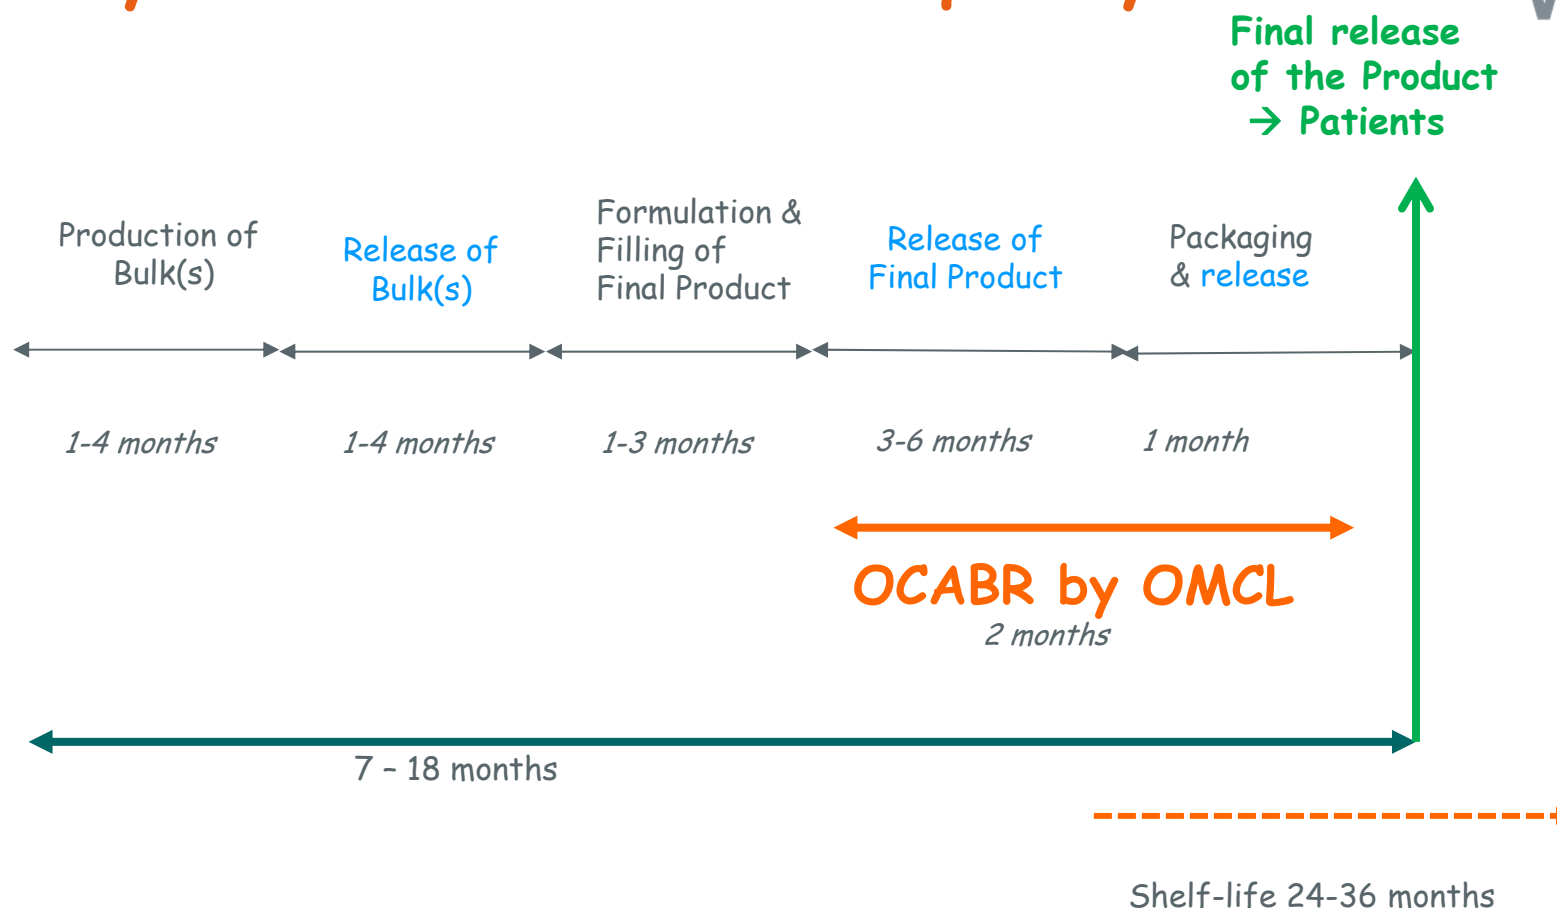 Final release
of the Product
→ Patients
Production of
Bulk(s)
Release of
Bulk(s)
Formulation &
Filling of
Final Product
Release of
Final Product
Packaging
& release
1-4 months
1-4 months
1-3 months
3-6 months
1 month
OCABR by OMCL
2 months
7 – 18 months
Shelf-life 24-36 months